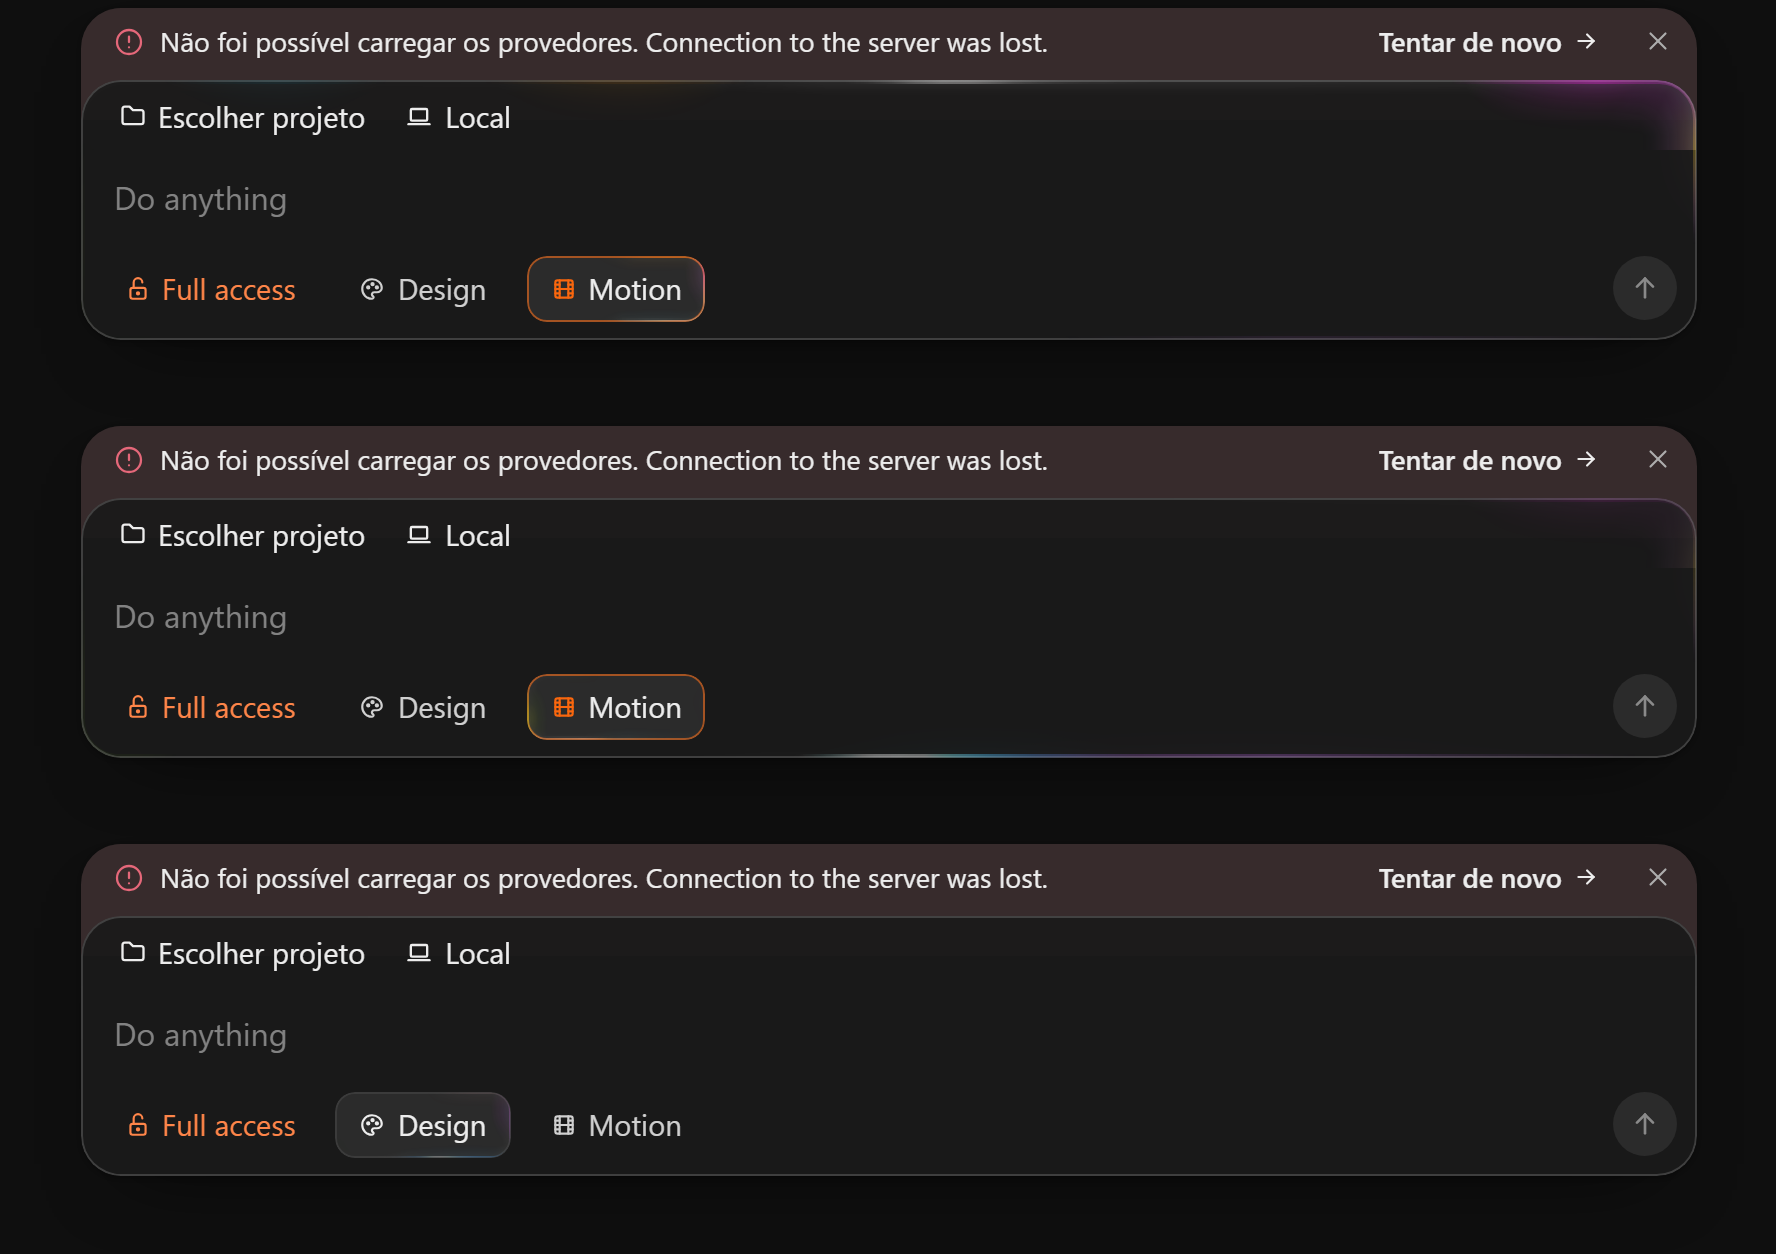 Não foi possível carregar os provedores. Connection to the server was lost. Tentar de novo
Escolher projeto Local
Do anything
Full access Design Motion
Não foi possível carregar os provedores. Connection to the server was lost. Tentar de novo
Escolher projeto Local
Do anything
Full access Design Motion
Não foi possível carregar os provedores. Connection to the server was lost. Tentar de novo
Escolher projeto Local
Do anything
Full access Design Motion